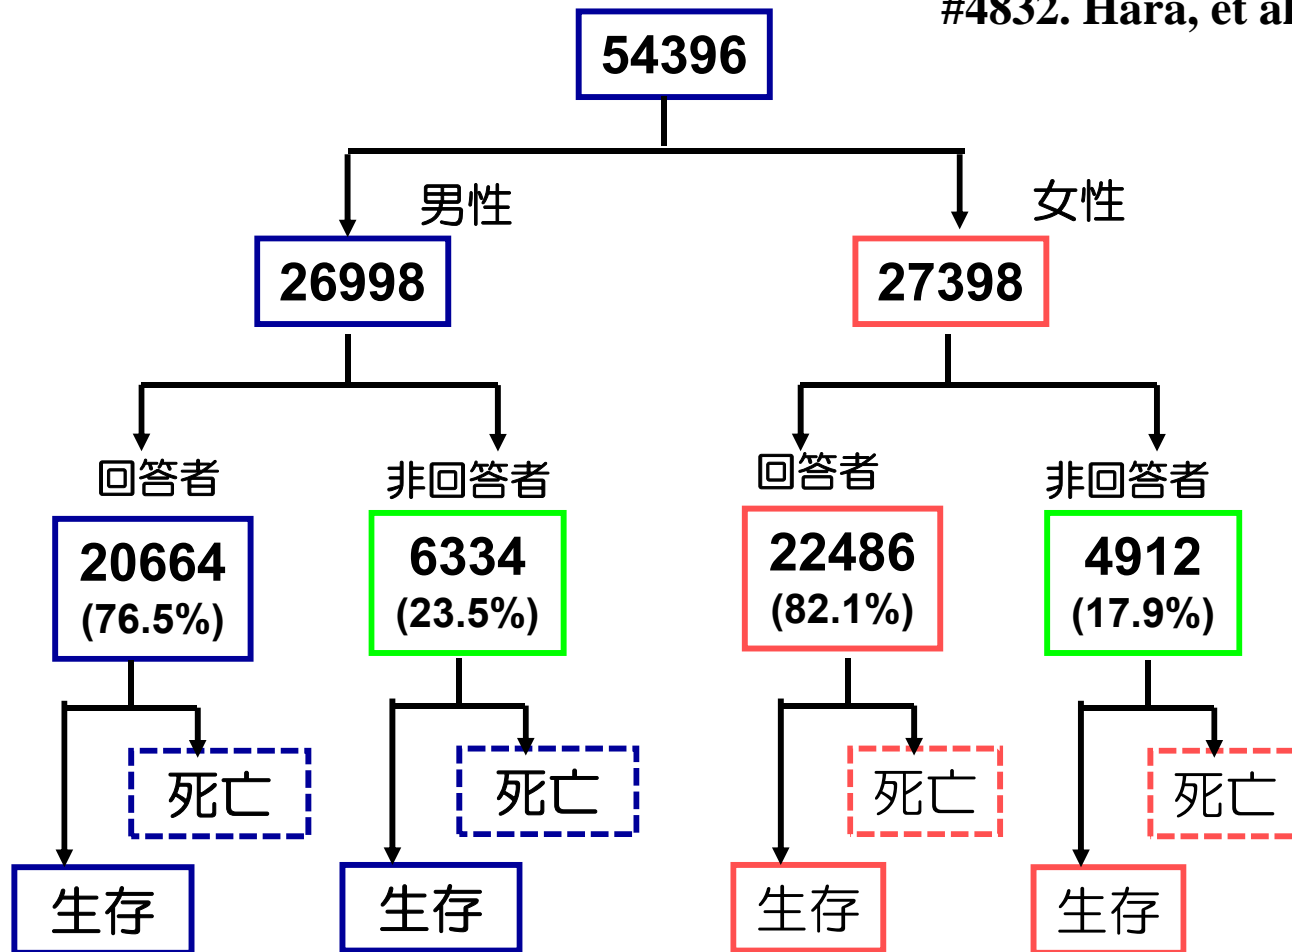 #4832. Hara, et al
54396
男性
女性
26998
27398
回答者
非回答者
回答者
非回答者
20664
(76.5%)
6334
(23.5%)
22486
(82.1%)
4912
(17.9%)
死亡
死亡
死亡
死亡
生存
生存
生存
生存